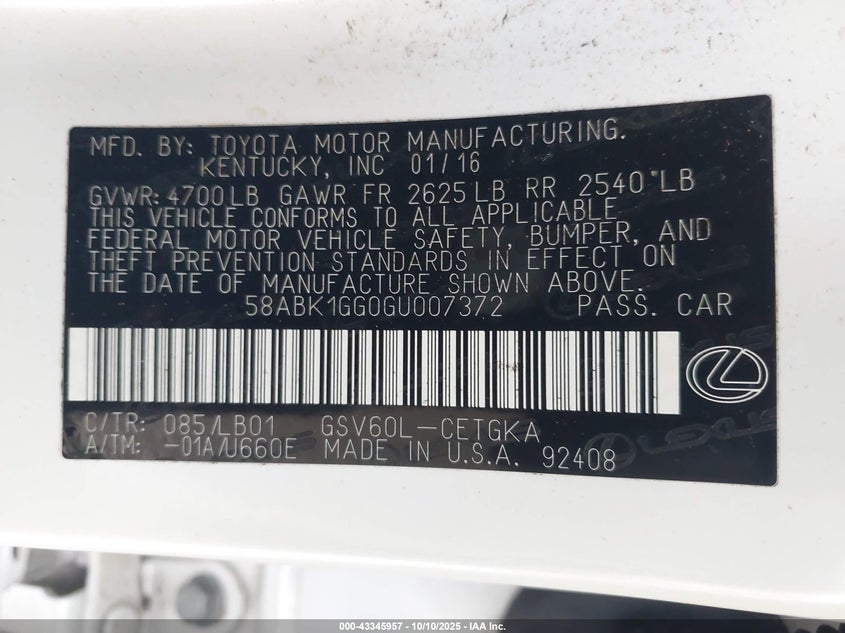 MFD. BY: TOYOTA MOTOR MANUFACTURING.
KENTUCKY, INC 01/16
GVWR: 4700LB GAWR FR 2625LB RR 2540 LB
THIS VEHICLE CONFORMS TO ALL APPLICABLE
FEDERAL MOTOR VEHICLE SAFETY, BUMPER, AND
THEFT PREVENTION STANDARDS IN EFFECT ON
THE DATE OF MANUFACTURE SHOWN ABOVE.
58ABK1GG0GU007372 PASS. CAR
C/TR: 085/LB01 GSV60L-CETGKA
A/TM: -01A/U660E MADE IN U.S.A. 92408
LEXUS
000-43345957 - 10/10/2025 - IAA Inc.